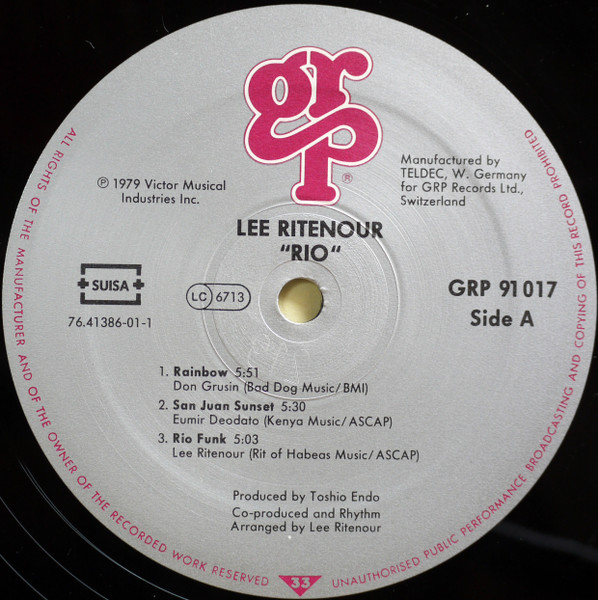 grp
®
℗ 1979 Victor Musical
Industries Inc.
Manufactured by
TELDEC, W. Germany
for GRP Records Ltd.,
Switzerland
LEE RITENOUR
"RIO"
SUISA
LC 6713
76.41386-01-1
GRP 91 017
Side A
1. Rainbow 5:51
Don Grusin (Bad Dog Music/BMI)
2. San Juan Sunset 5:30
Eumir Deodato (Kenya Music/ASCAP)
3. Rio Funk 5:03
Lee Ritenour (Rit of Habeas Music/ASCAP)
Produced by Toshio Endo
Co-produced and Rhythm
Arranged by Lee Ritenour
ALL RIGHTS OF THE MANUFACTURER AND OF THE OWNER OF THE RECORDED WORK RESERVED
33
UNAUTHORISED PUBLIC PERFORMANCE BROADCASTING AND COPYING OF THIS RECORD PROHIBITED